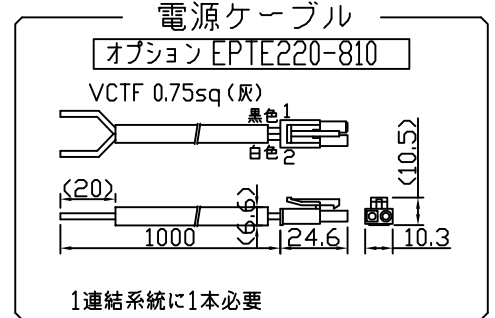 電源ケーブル
オプション EPTE220-810
VCTF 0.75sq(灰)
黒色 1
白色 2
(20)
(6.6)
(10.5)
1000
24.6
10.3
1連結系統に1本必要